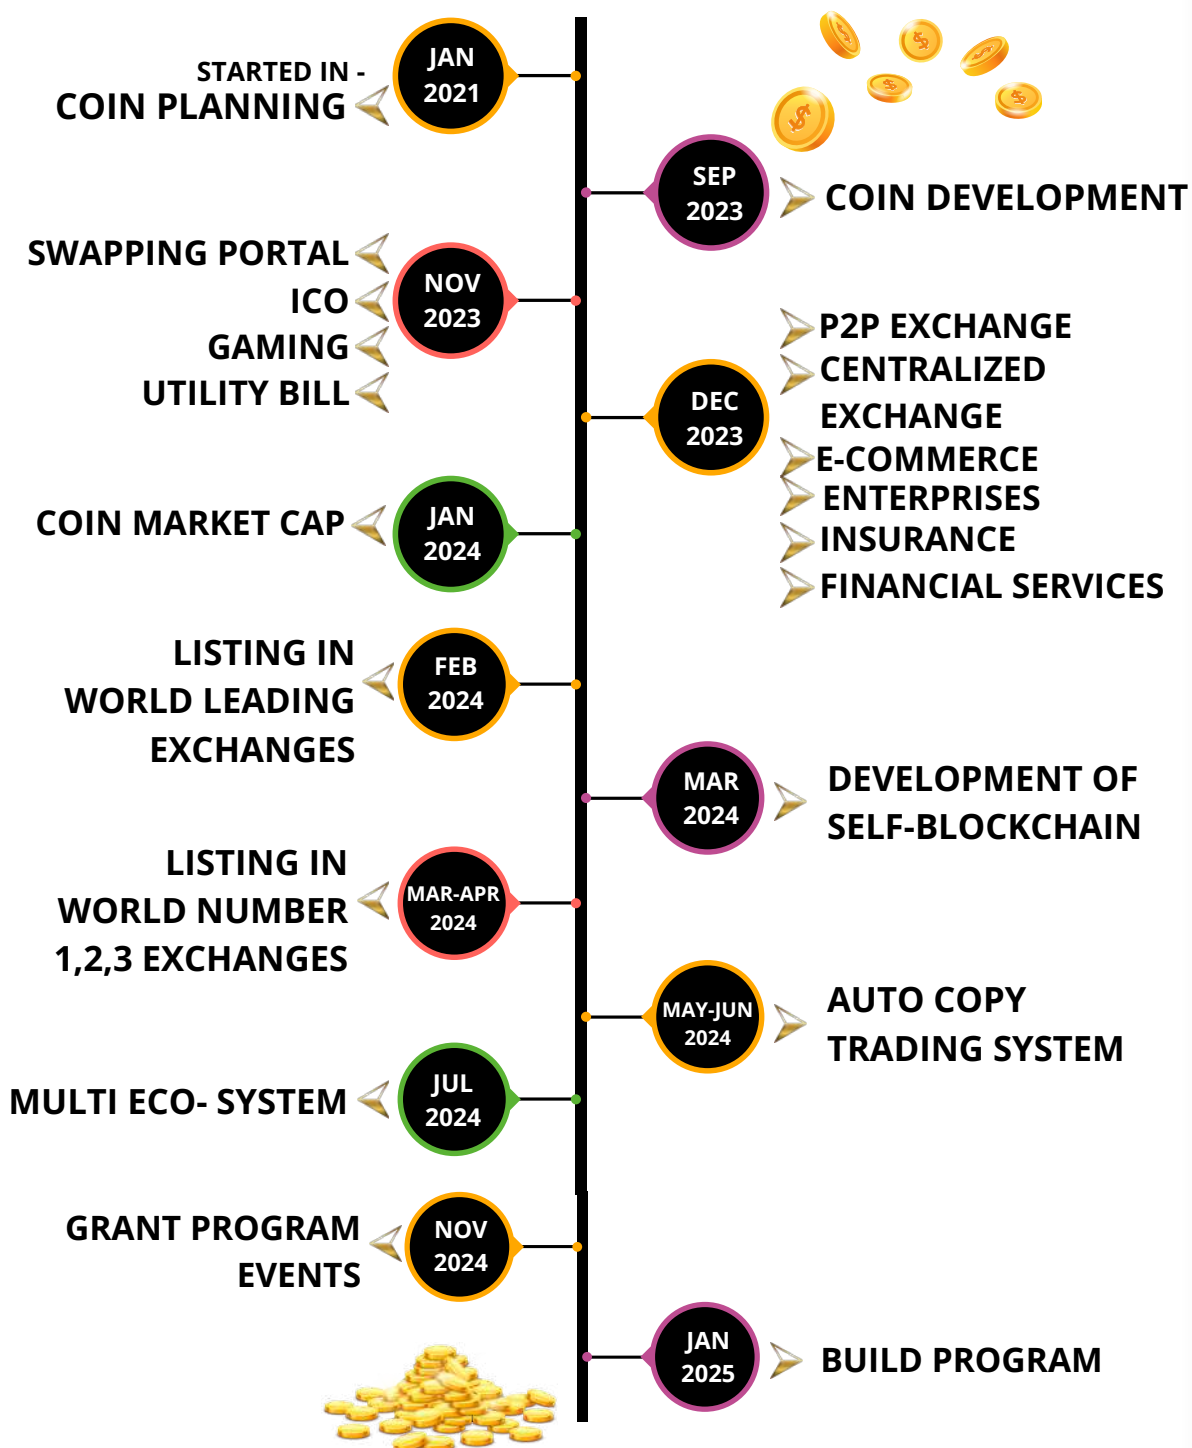 STARTED IN -
COIN PLANNING
JAN
2021
SEP
2023
COIN DEVELOPMENT
SWAPPING PORTAL
ICO
GAMING
UTILITY BILL
NOV
2023
DEC
2023
P2P EXCHANGE
CENTRALIZED
EXCHANGE
E-COMMERCE
ENTERPRISES
INSURANCE
FINANCIAL SERVICES
COIN MARKET CAP
JAN
2024
LISTING IN
WORLD LEADING
EXCHANGES
FEB
2024
MAR
2024
DEVELOPMENT OF
SELF-BLOCKCHAIN
LISTING IN
WORLD NUMBER
1,2,3 EXCHANGES
MAR-APR
2024
MAY-JUN
2024
AUTO COPY
TRADING SYSTEM
MULTI ECO- SYSTEM
JUL
2024
GRANT PROGRAM
EVENTS
NOV
2024
JAN
2025
BUILD PROGRAM